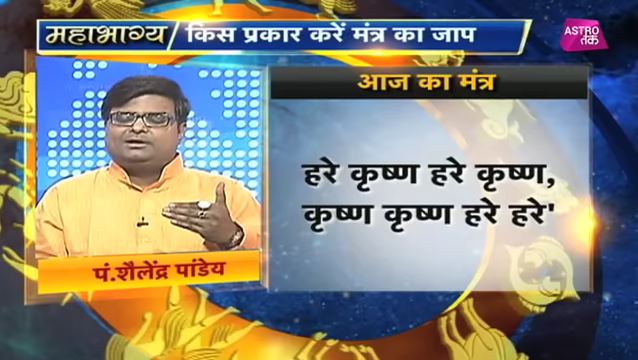 महाभाग्य / किस प्रकार करें मंत्र का जाप
ASTRO
तक
आज का मंत्र
हरे कृष्ण हरे कृष्ण,
कृष्ण कृष्ण हरे हरे'
पं.शैलेंद्र पांडेय